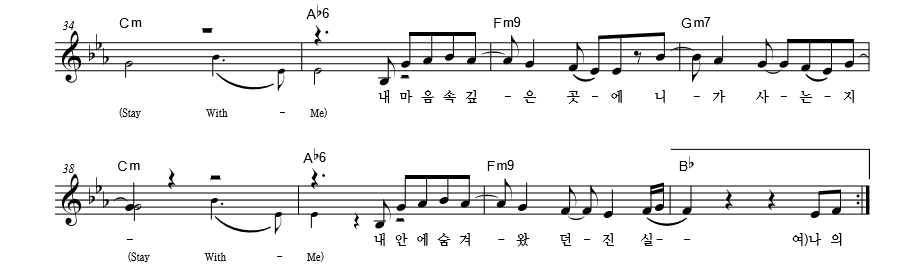 34 Cm A♭6 Fm9 Gm7
내 마 음 속 깊 - 은 곳 - 에 니 - 가 사 - 는 - 지
(Stay With - Me)
38 Cm A♭6 Fm9 B♭
- 내 안 에 숨 겨 - 왔 던 - 진 실 - - 여)나 의
(Stay With - Me)